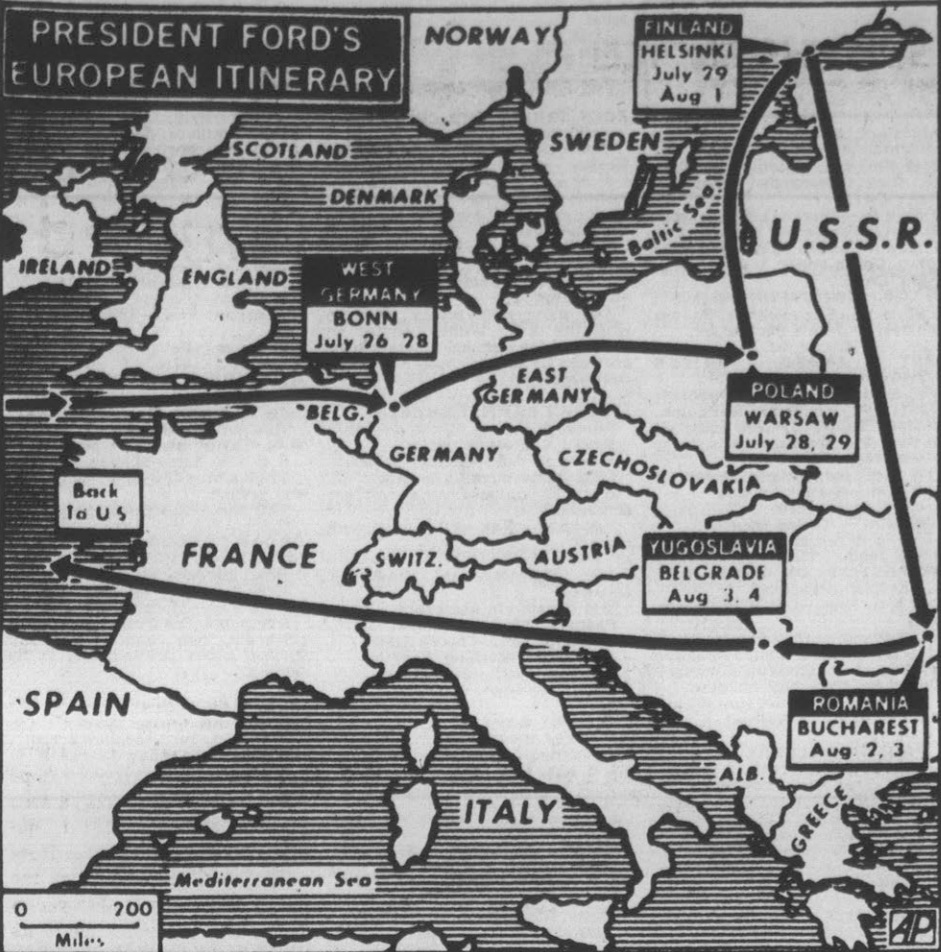 PRESIDENT FORD'S
EUROPEAN ITINERARY
NORWAY
FINLAND
HELSINKI
July 29
Aug 1
SWEDEN
SCOTLAND
DENMARK
Baltic Sea
U.S.S.R.
IRELAND
ENGLAND
WEST
GERMANY
BONN
July 26 28
EAST
GERMANY
BELG.
POLAND
WARSAW
July 28, 29
GERMANY
CZECHOSLOVAKIA
Back
To U S
FRANCE
SWITZ.
AUSTRIA
YUGOSLAVIA
BELGRADE
Aug 3, 4
SPAIN
ROMANIA
BUCHAREST
Aug 2, 3
ALB.
ITALY
GREECE
Mediterranean Sea
0 200
Miles
AP